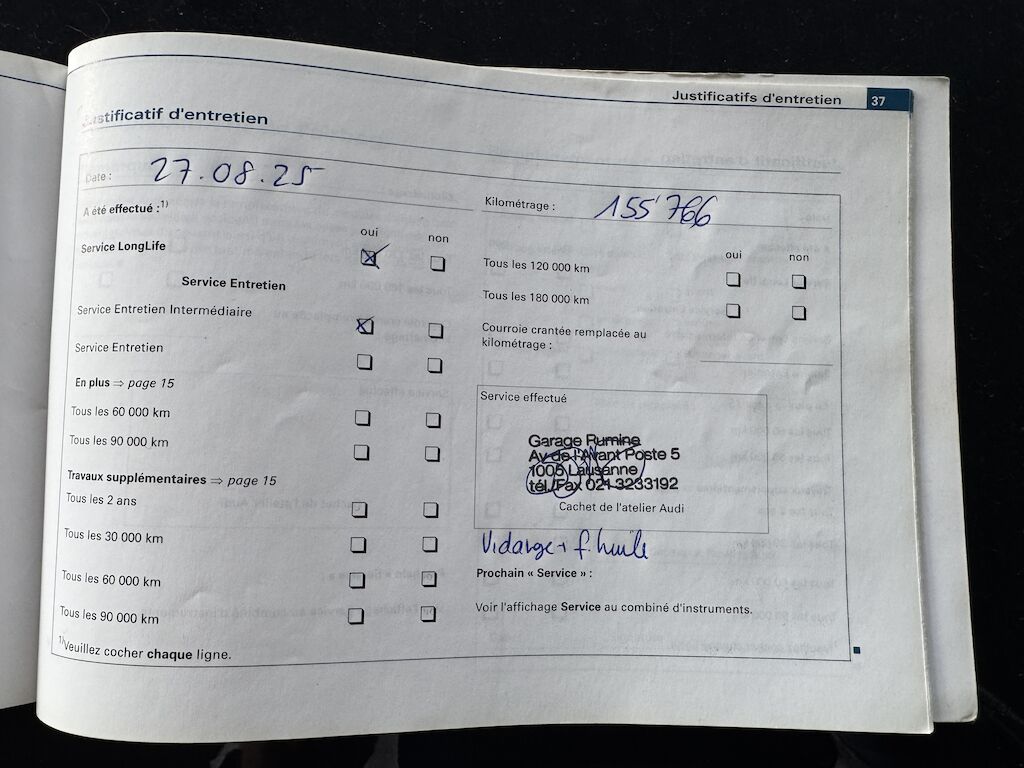 Justificatifs d'entretien 37
Justificatif d'entretien
Date : 27.08.25
Kilométrage : 155'766
A été effectué :1)
oui non
Service LongLife
Service Entretien
Service Entretien Intermédiaire
Service Entretien
En plus ⇒ page 15
Tous les 60 000 km
Tous les 90 000 km
Travaux supplémentaires ⇒ page 15
Tous les 2 ans
Tous les 30 000 km
Tous les 60 000 km
Tous les 90 000 km
1)Veuillez cocher chaque ligne.
oui non
Tous les 120 000 km
Tous les 180 000 km
Courroie crantée remplacée au
kilométrage :
Service effectué
Garage Rumine
Av de l'Avant Poste 5
1005 Lausanne
tél./Fax 021 3233192
Cachet de l'atelier Audi
Vidange + f. huile
Prochain « Service » :
Voir l'affichage Service au combiné d'instruments.